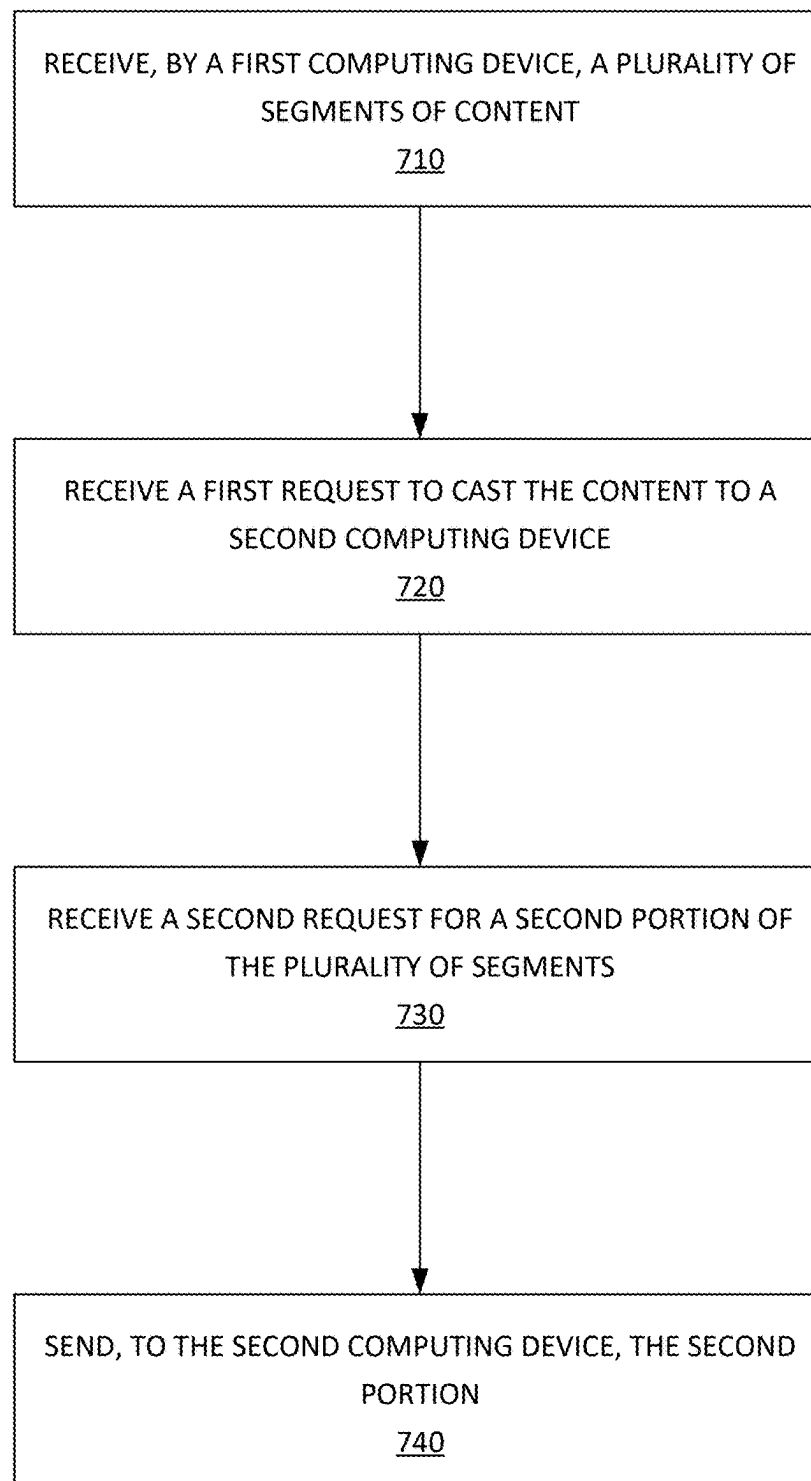 RECEIVE, BY A FIRST COMPUTING DEVICE, A PLURALITY OF
SEGMENTS OF CONTENT
710
RECEIVE A FIRST REQUEST TO CAST THE CONTENT TO A
SECOND COMPUTING DEVICE
720
RECEIVE A SECOND REQUEST FOR A SECOND PORTION OF
THE PLURALITY OF SEGMENTS
730
SEND, TO THE SECOND COMPUTING DEVICE, THE SECOND
PORTION
740